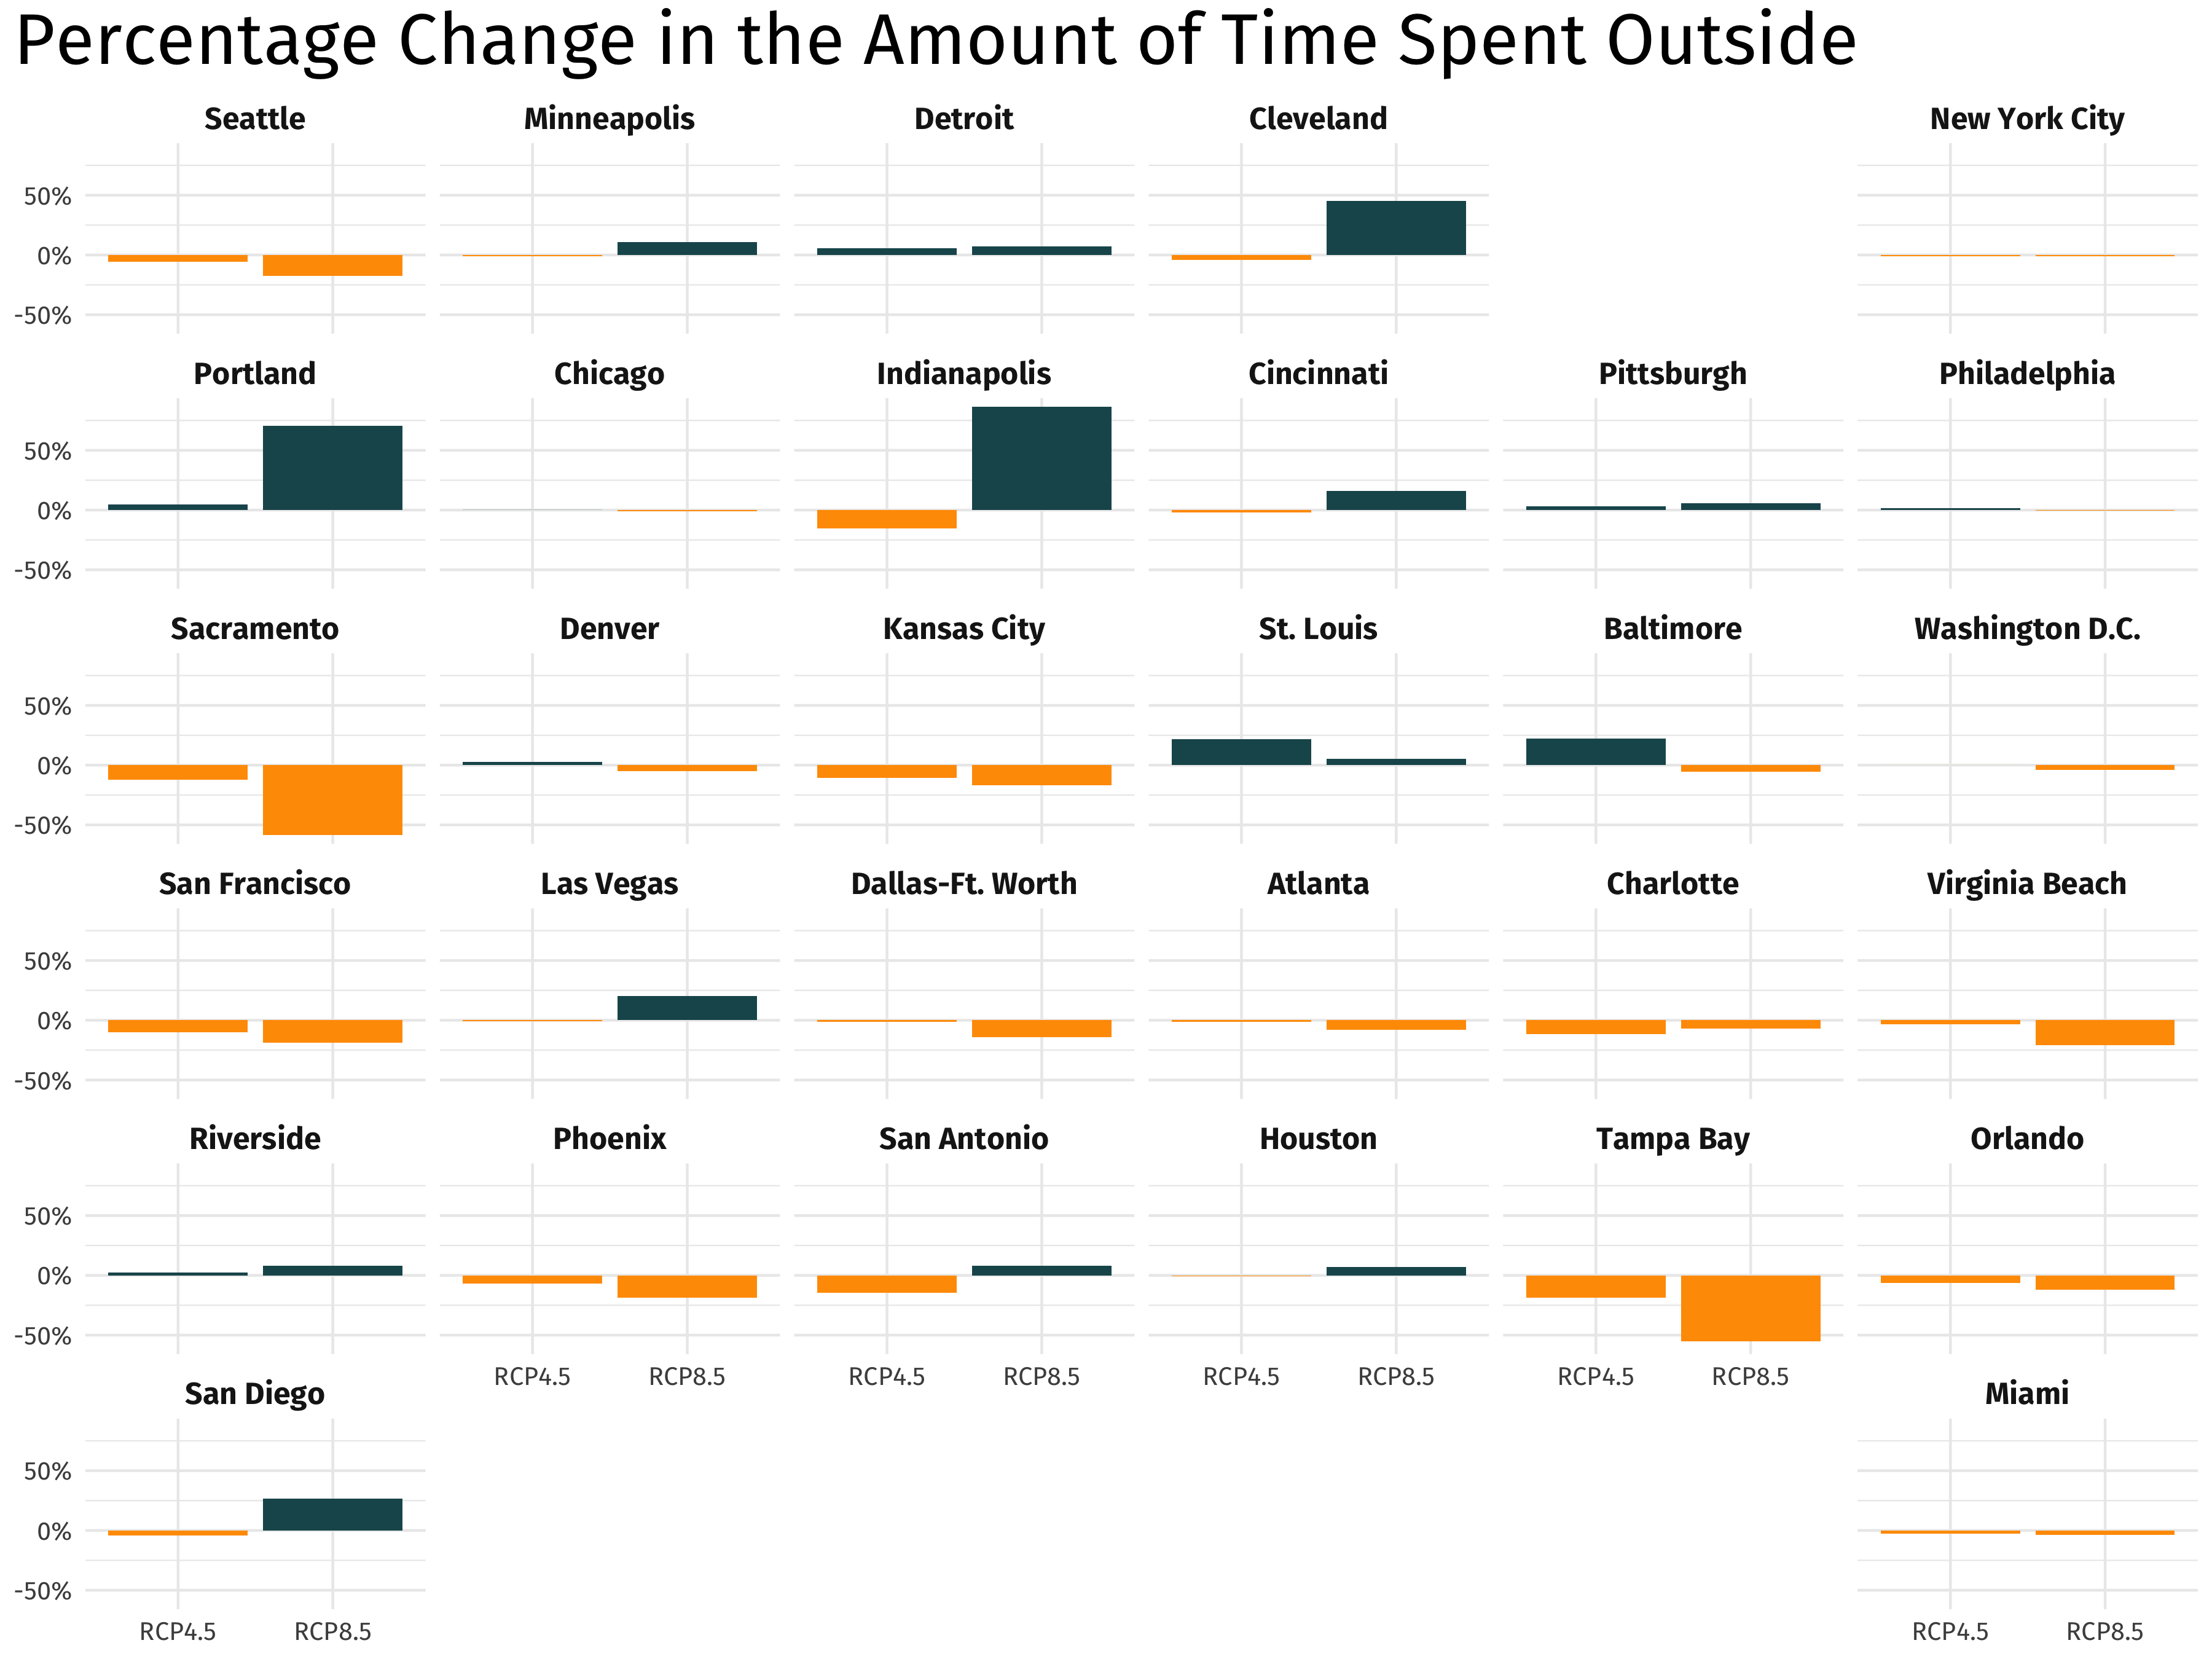 Percentage Change in the Amount of Time Spent Outside
Seattle Minneapolis Detroit Cleveland New York City
50%
0%
-50%
Portland Chicago Indianapolis Cincinnati Pittsburgh Philadelphia
50%
0%
-50%
Sacramento Denver Kansas City St. Louis Baltimore Washington D.C.
50%
0%
-50%
San Francisco Las Vegas Dallas-Ft. Worth Atlanta Charlotte Virginia Beach
50%
0%
-50%
Riverside Phoenix San Antonio Houston Tampa Bay Orlando
50%
0%
-50%
RCP4.5 RCP8.5 RCP4.5 RCP8.5 RCP4.5 RCP8.5 RCP4.5 RCP8.5
San Diego Miami
50%
0%
-50%
RCP4.5 RCP8.5 RCP4.5 RCP8.5